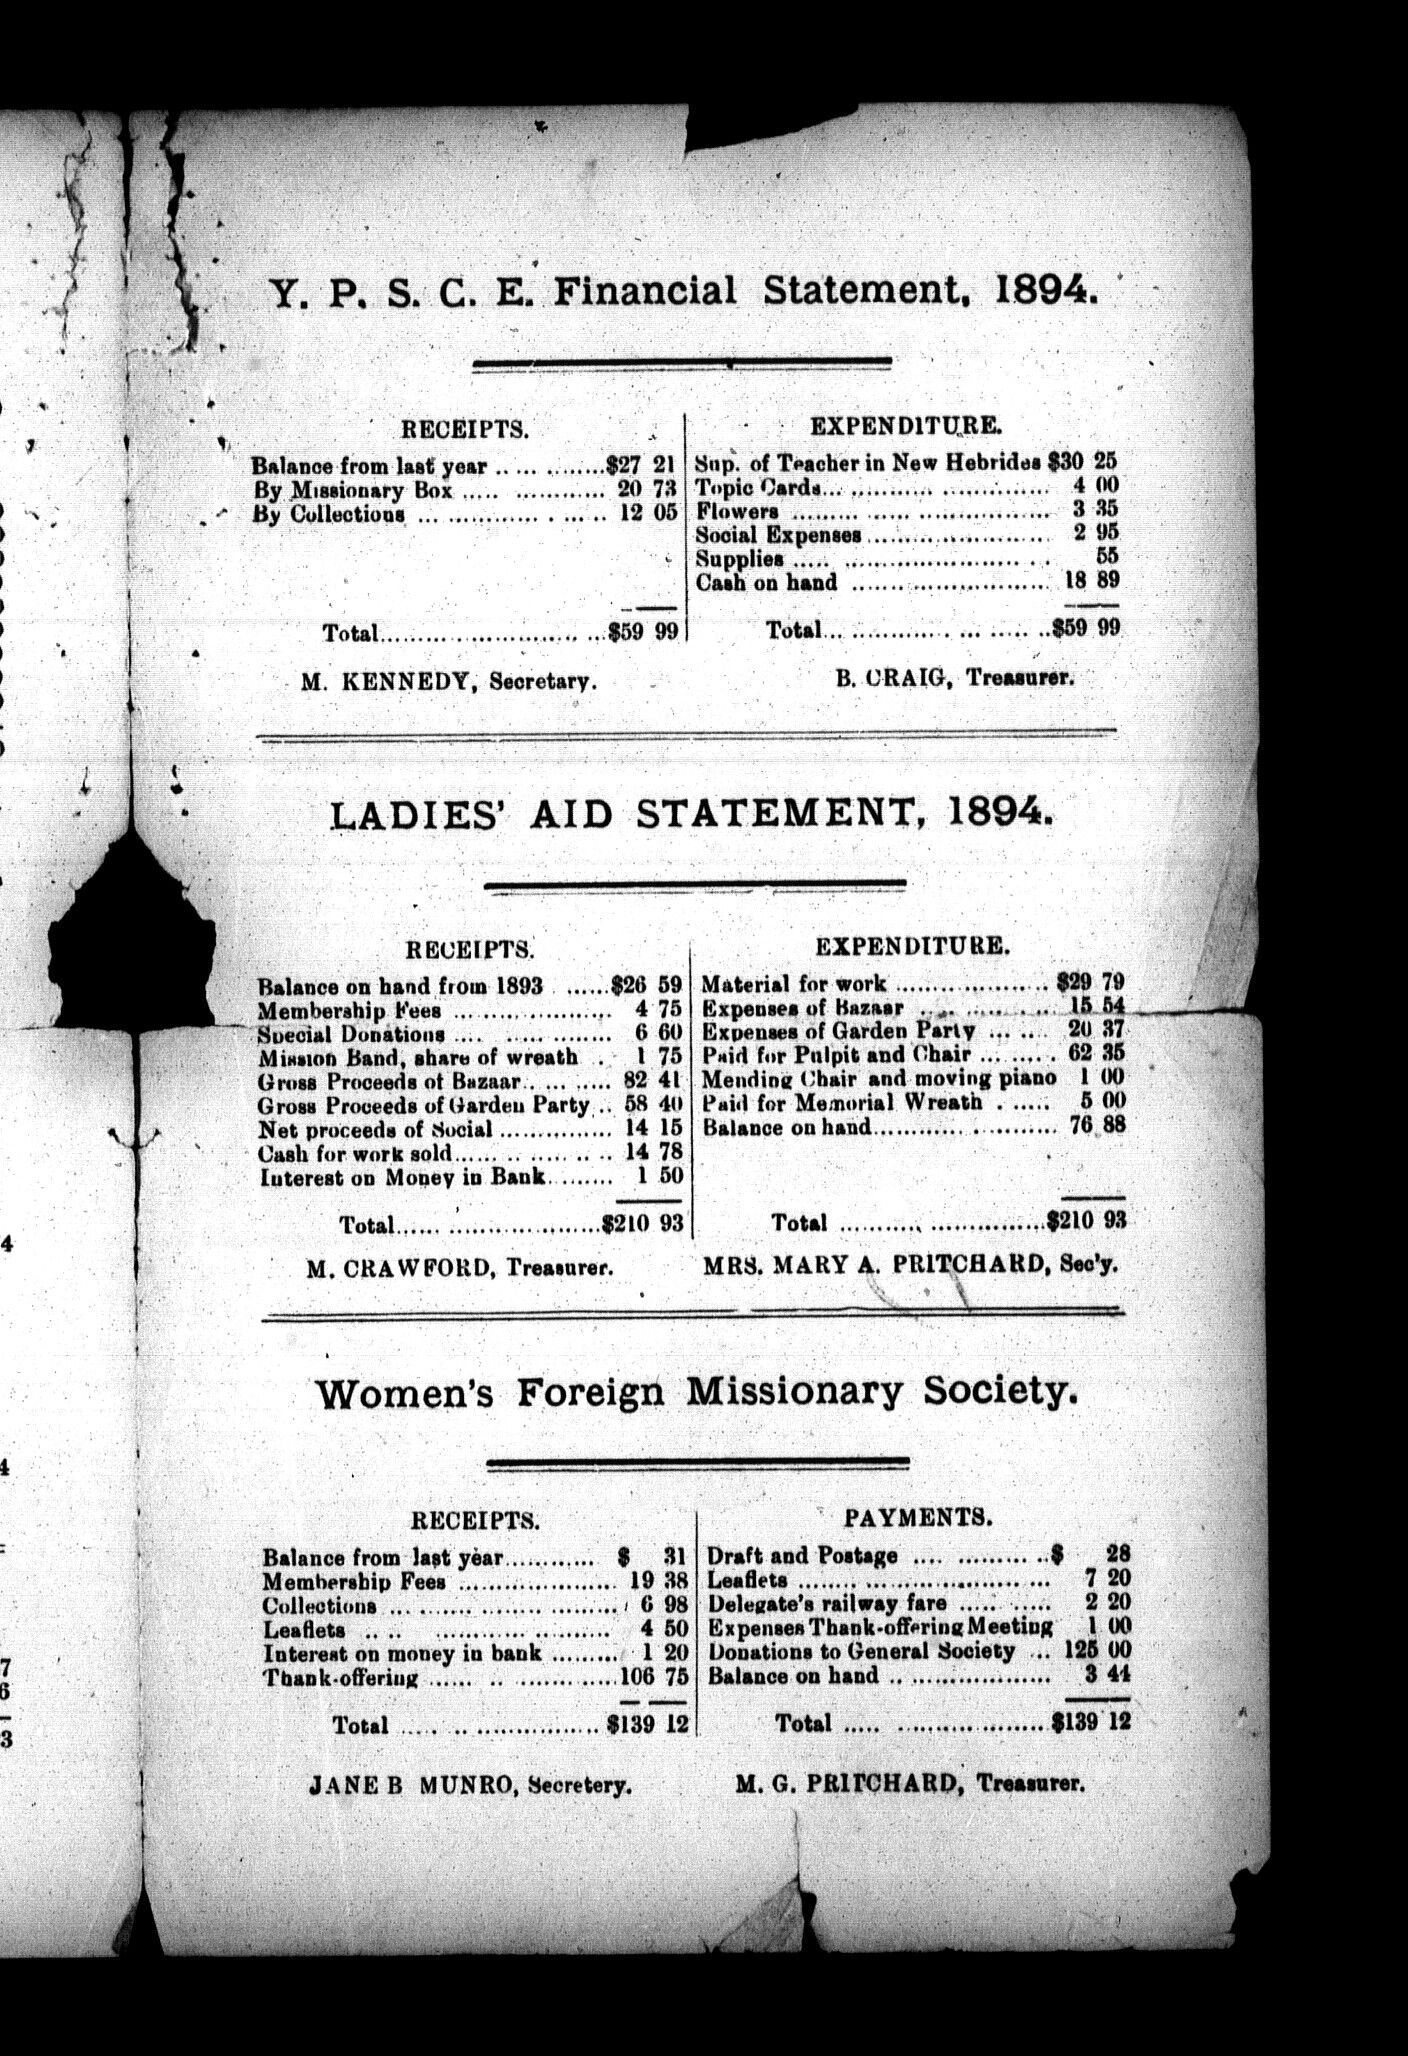 Y. P. S. C. E. Financial Statement, 1894.
RECEIPTS.
Balance from last year ..... $27 21
By Missionary Box ..... 20 73
By Collections ..... 12 05
Total ..... $59 99
M. KENNEDY, Secretary.
EXPENDITURE.
Sup. of Teacher in New Hebrides $30 25
Topic Cards ..... 4 00
Flowers ..... 3 35
Social Expenses ..... 2 95
Supplies ..... 55
Cash on hand ..... 18 89
Total ..... $59 99
B. CRAIG, Treasurer.
LADIES' AID STATEMENT, 1894.
RECEIPTS.
Balance on hand from 1893 ..... $26 59
Membership Fees ..... 4 75
Special Donations ..... 6 60
Mission Band, share of wreath . 1 75
Gross Proceeds of Bazaar ..... 82 41
Gross Proceeds of Garden Party .. 58 40
Net proceeds of Social ..... 14 15
Cash for work sold ..... 14 78
Interest on Money in Bank ..... 1 50
Total ..... $210 93
M. CRAWFORD, Treasurer.
EXPENDITURE.
Material for work ..... $29 79
Expenses of Bazaar ..... 15 54
Expenses of Garden Party ..... 20 37
Paid for Pulpit and Chair ..... 62 35
Mending Chair and moving piano 1 00
Paid for Memorial Wreath ..... 5 00
Balance on hand ..... 76 88
Total ..... $210 93
MRS. MARY A. PRITCHARD, Sec'y.
Women's Foreign Missionary Society.
RECEIPTS.
Balance from last year ..... $ 31
Membership Fees ..... 19 38
Collections ..... 6 98
Leaflets ..... 4 50
Interest on money in bank ..... 1 20
Thank-offering ..... 106 75
Total ..... $139 12
JANE B MUNRO, Secretery.
PAYMENTS.
Draft and Postage ..... $ 28
Leaflets ..... 7 20
Delegate's railway fare ..... 2 20
Expenses Thank-offering Meeting 1 00
Donations to General Society ... 125 00
Balance on hand ..... 3 44
Total ..... $139 12
M. G. PRITCHARD, Treasurer.
4
4
7
6
3